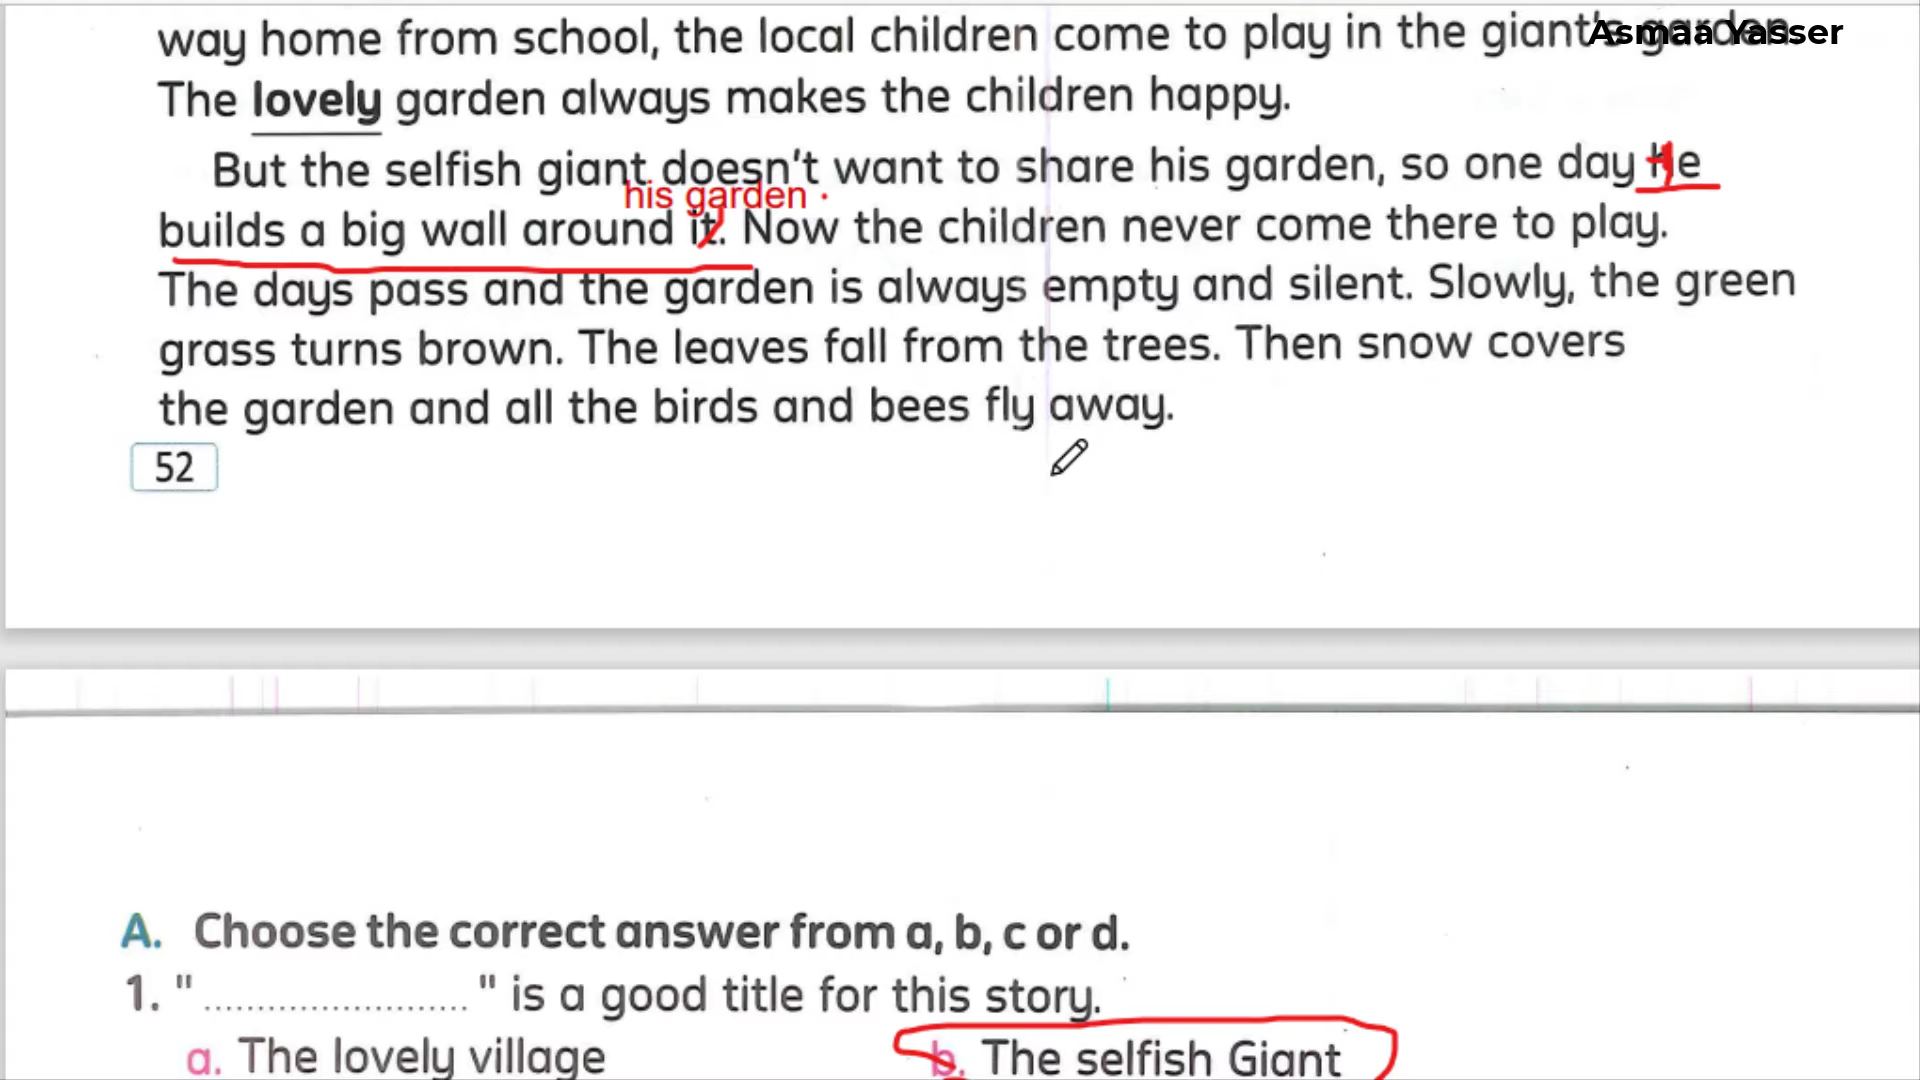 way home from school, the local children come to play in the giant's garden.
Asmaa Yasser
The lovely garden always makes the children happy.
But the selfish giant doesn't want to share his garden, so one day he
his garden .
builds a big wall around it. Now the children never come there to play.
The days pass and the garden is always empty and silent. Slowly, the green
grass turns brown. The leaves fall from the trees. Then snow covers
the garden and all the birds and bees fly away.
52
A. Choose the correct answer from a, b, c or d.
1. " ........................ " is a good title for this story.
a. The lovely village b. The selfish Giant